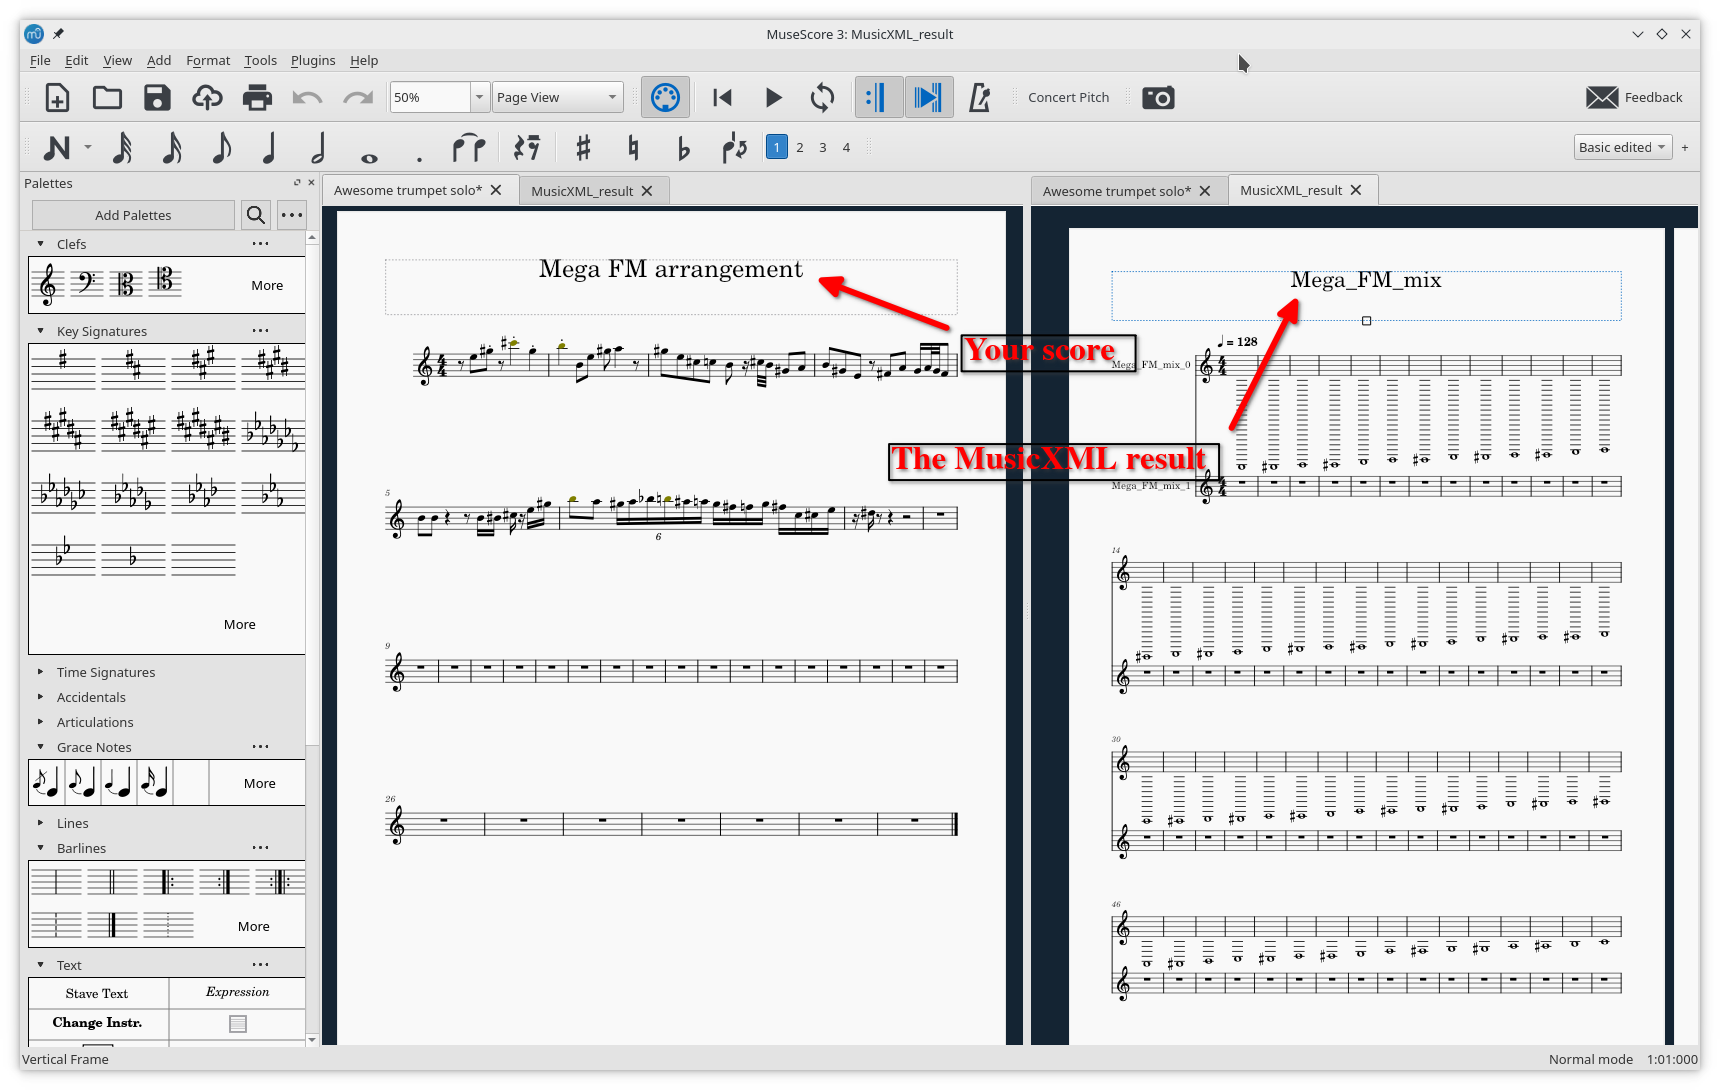 MuseScore 3: MusicXML_result
File Edit View Add Format Tools Plugins Help
50% Page View Concert Pitch Feedback
1 2 3 4 Basic edited +
Palettes
Add Palettes
Clefs
More
Key Signatures
More
Time Signatures
Accidentals
Articulations
Grace Notes
More
Lines
Barlines
More
Text
Stave Text Expression
Change Instr.
Awesome trumpet solo* MusicXML_result
Mega FM arrangement
5
6
9
26
Your score
The MusicXML result
Awesome trumpet solo* MusicXML_result
Mega_FM_mix
= 128
Mega_FM_mix_0
Mega_FM_mix_1
14
30
46
Vertical Frame Normal mode 1:01:000